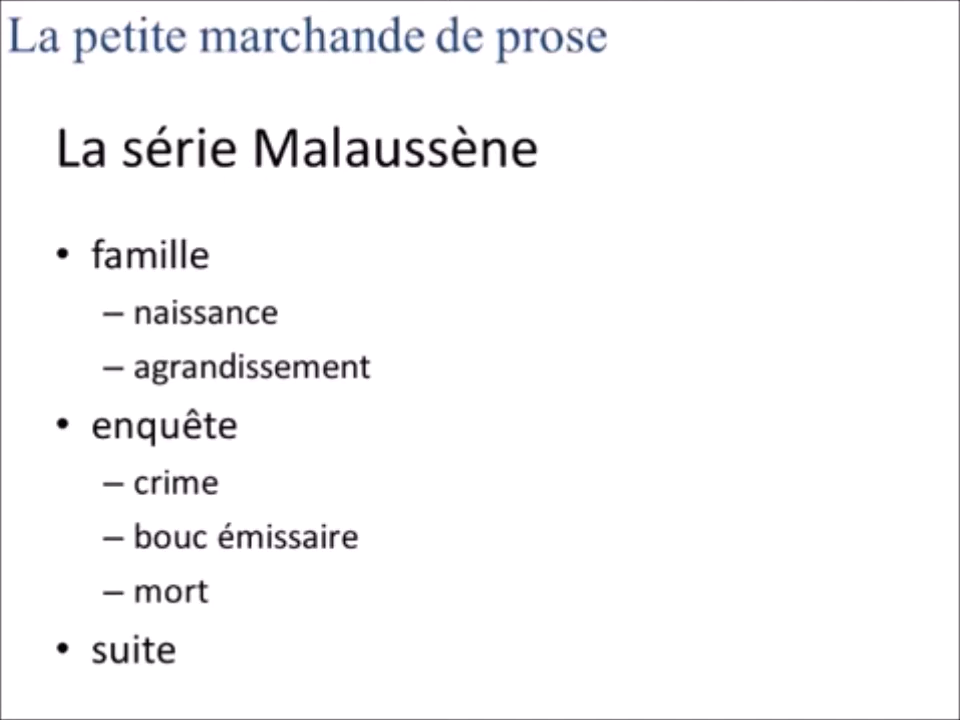 La petite marchande de prose
La série Malaussène
• famille
– naissance
– agrandissement
• enquête
– crime
– bouc émissaire
– mort
• suite